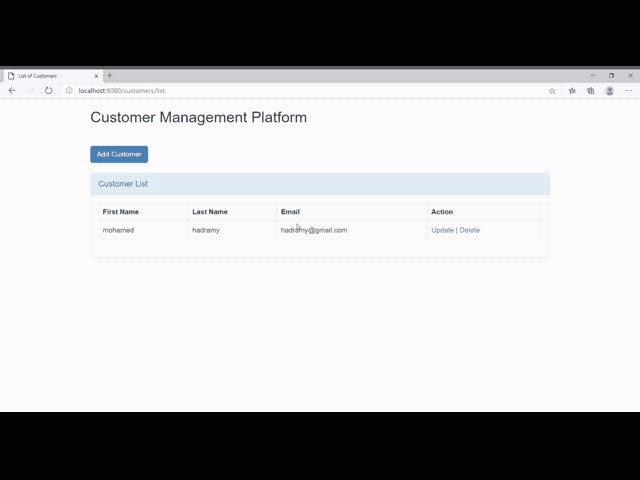 List of Customers
localhost:8080/customers/list
Customer Management Platform
Add Customer
Customer List
First Name Last Name Email Action
mohamed hadramy hadramy@gmail.com Update | Delete